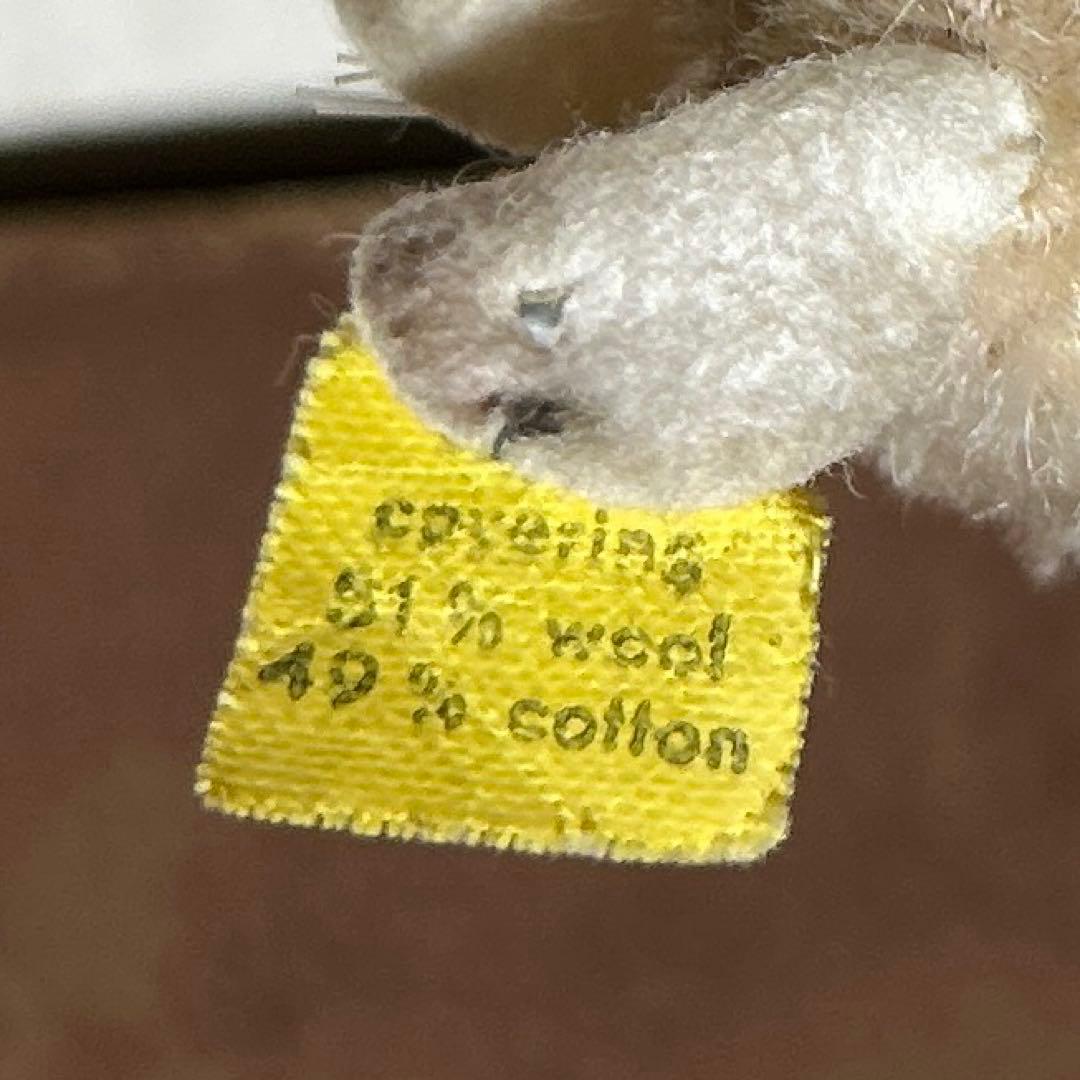 covering
51 % wool
49 % cotton